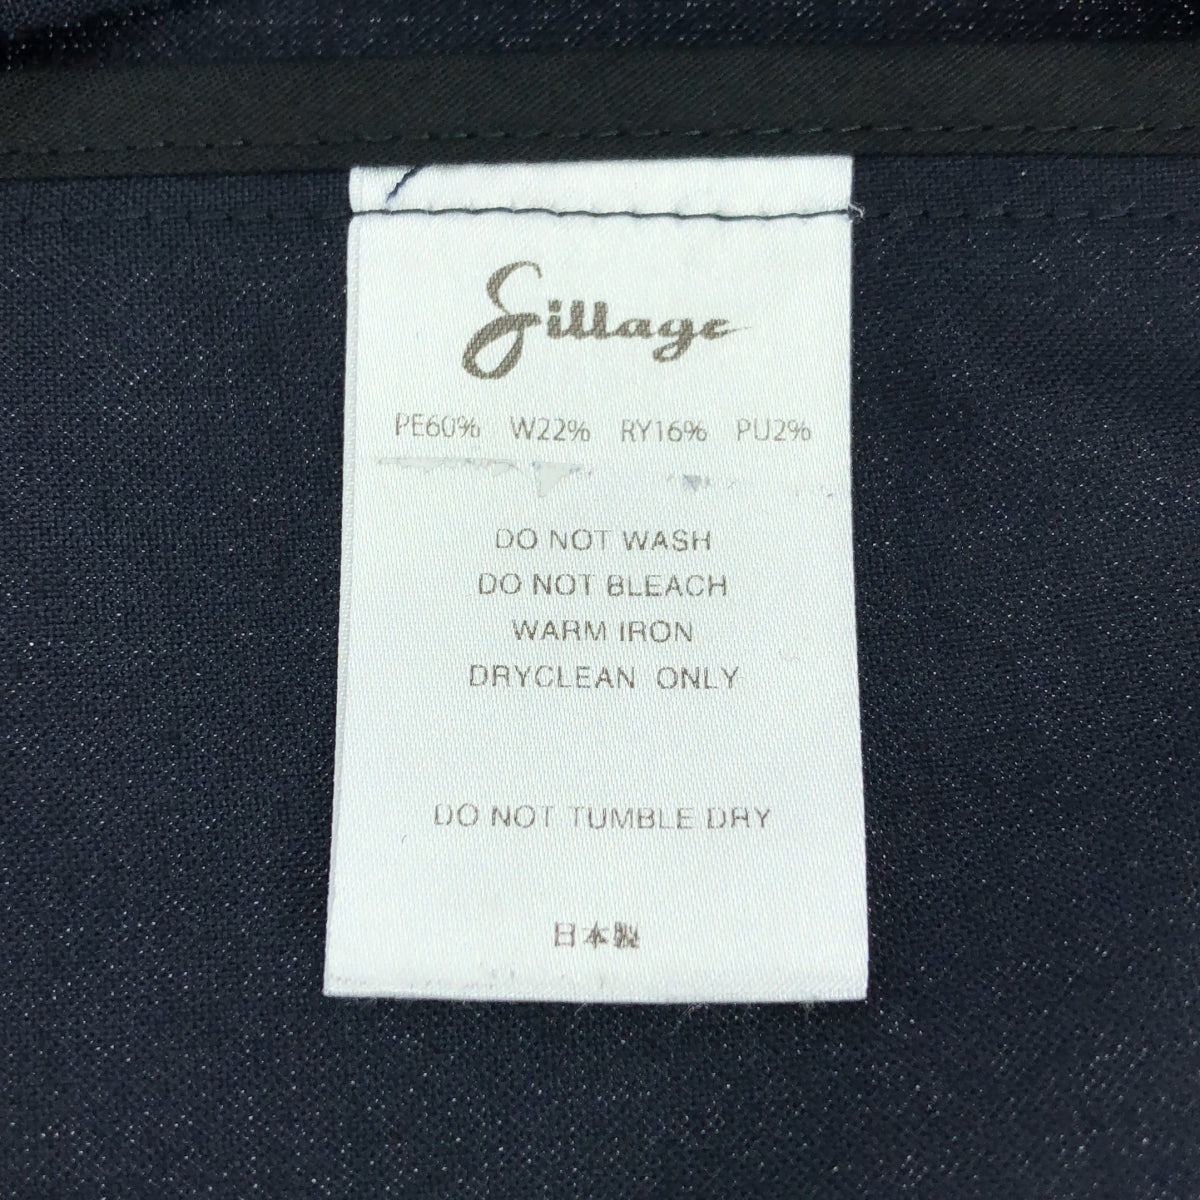 Sillage
PE60% W22% RY16% PU2%
DO NOT WASH
DO NOT BLEACH
WARM IRON
DRYCLEAN ONLY
DO NOT TUMBLE DRY
日本製